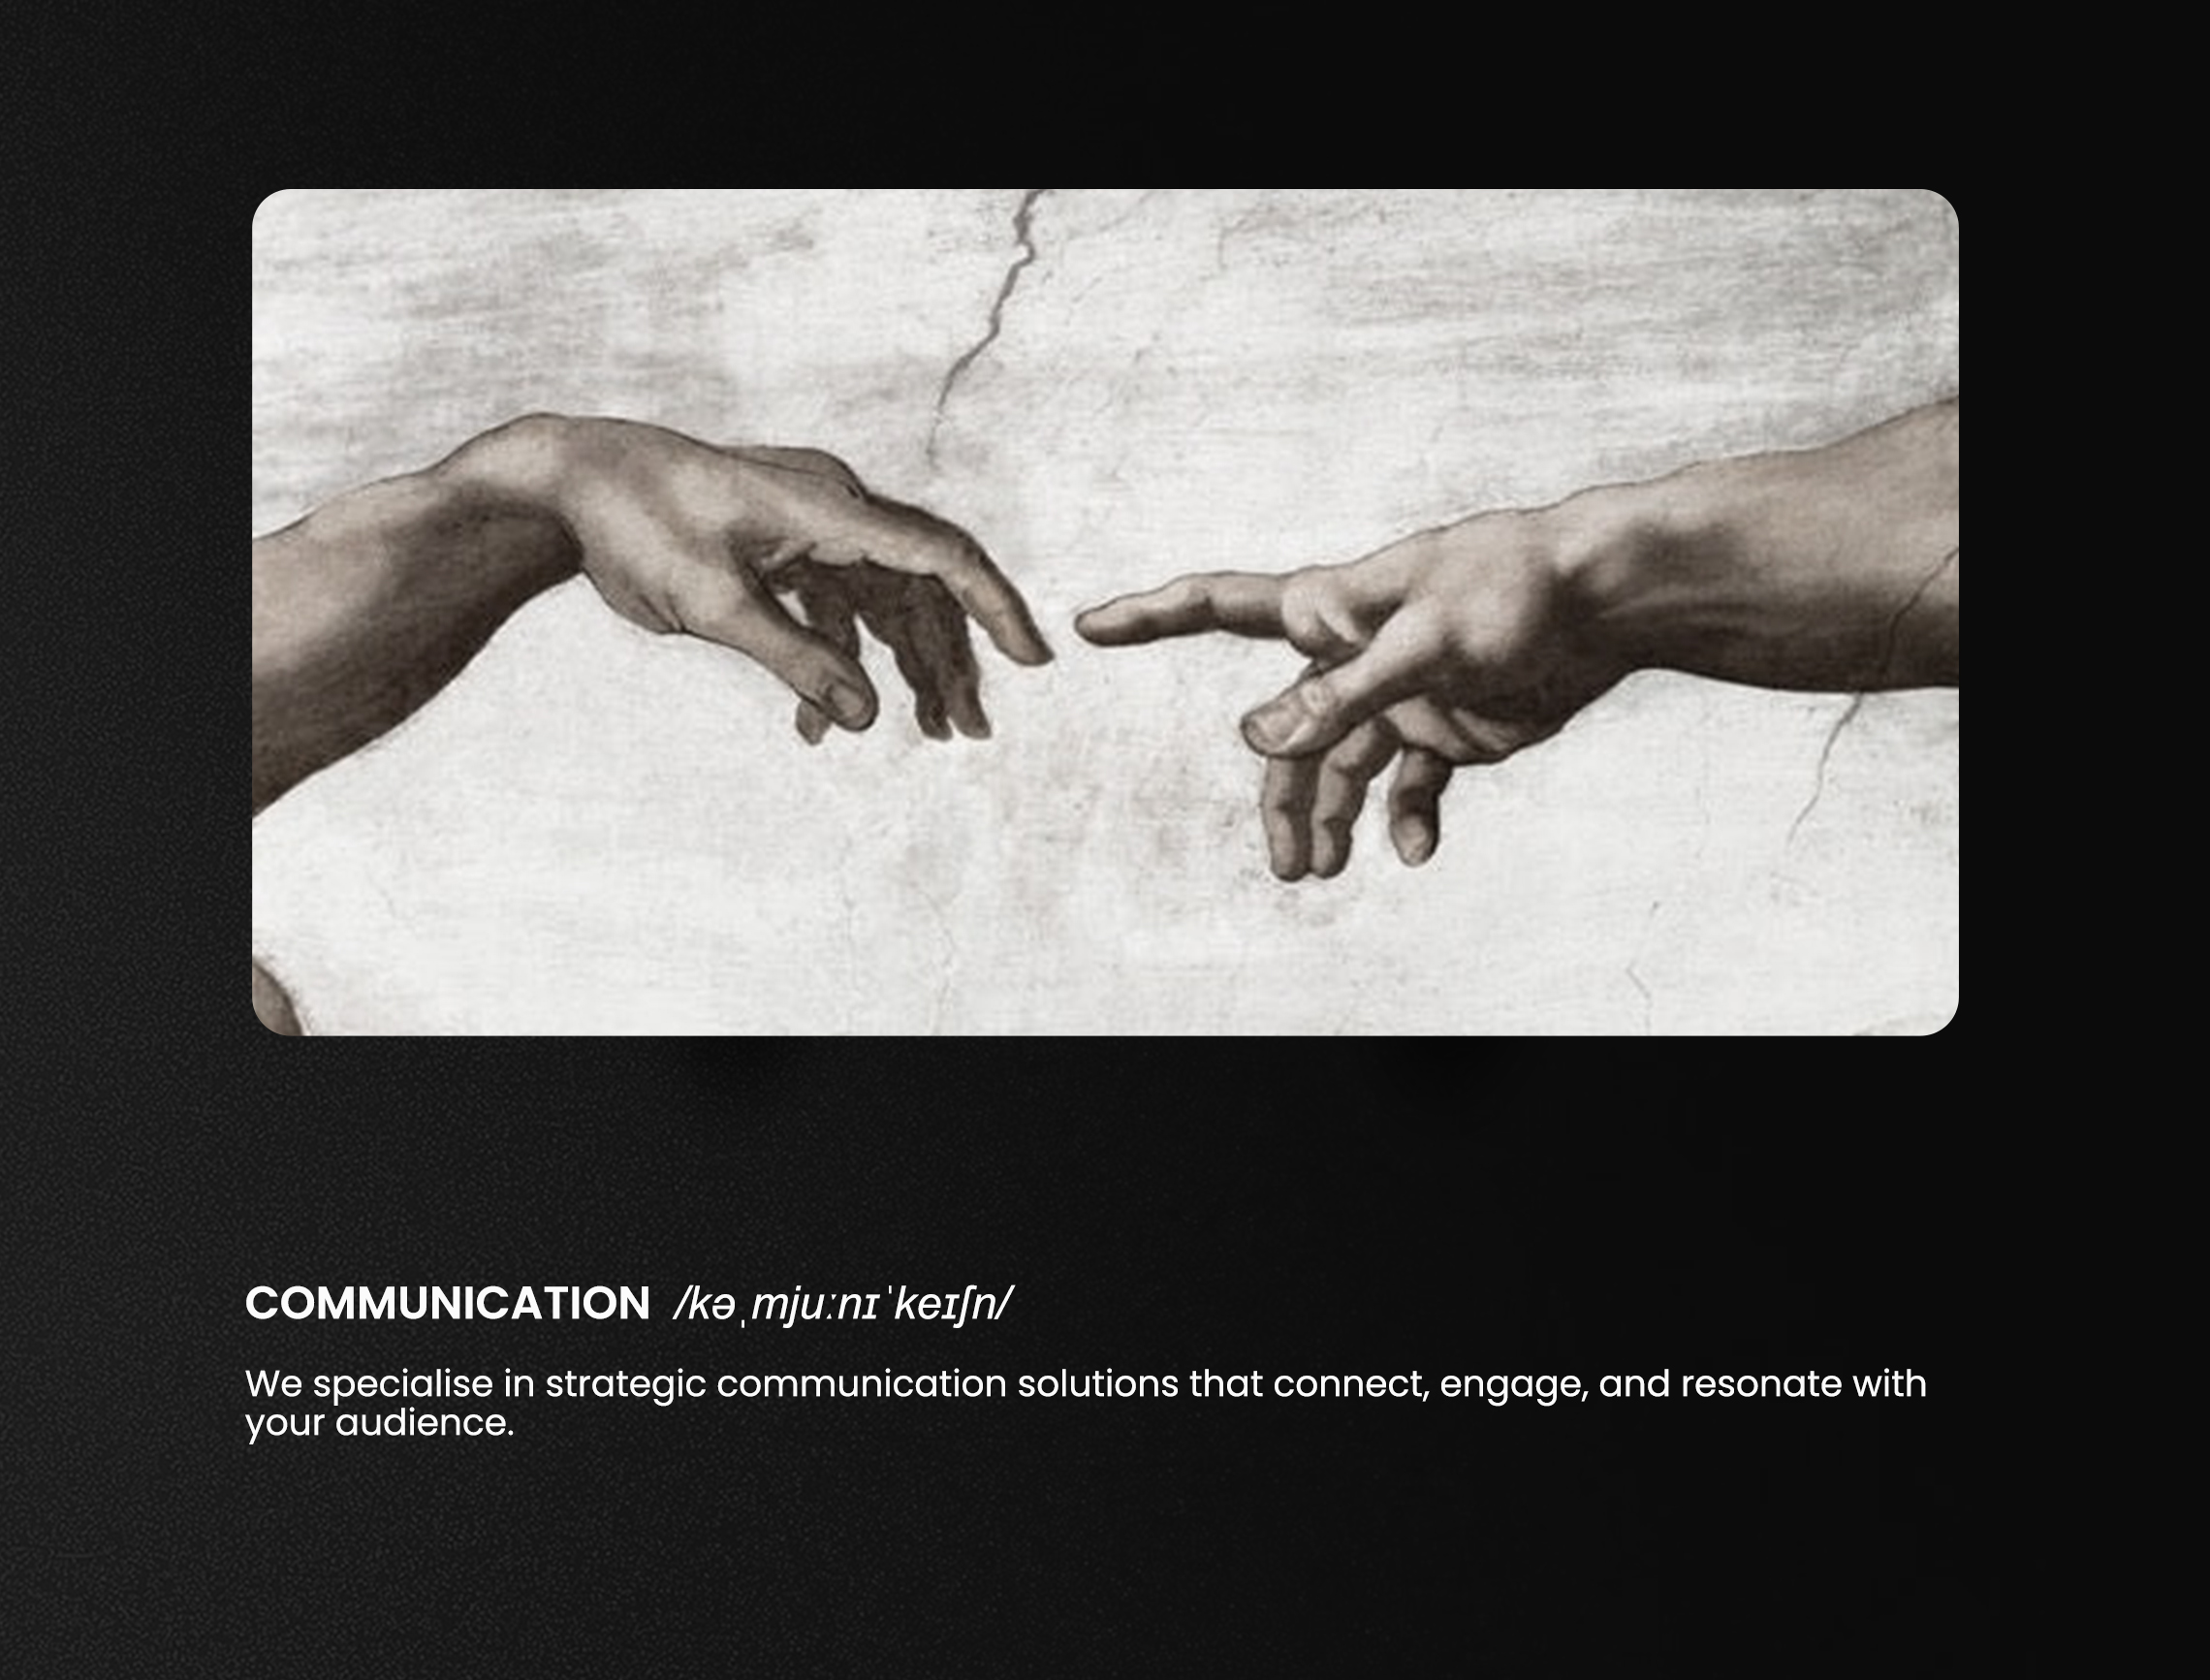 COMMUNICATION /kəˌmjuːnɪˈkeɪʃn/
We specialise in strategic communication solutions that connect, engage, and resonate with
your audience.